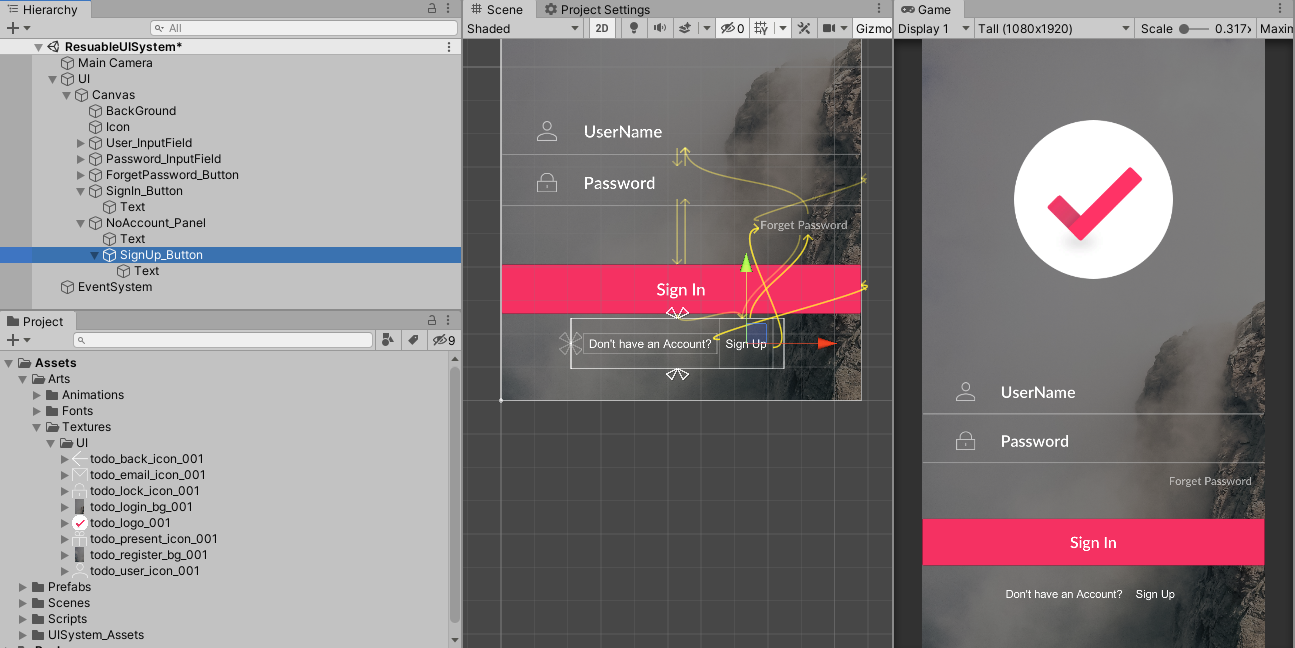 Hierarchy
All
ResuableUISystem*
Main Camera
UI
Canvas
BackGround
Icon
User_InputField
Password_InputField
ForgetPassword_Button
SignIn_Button
Text
NoAccount_Panel
Text
SignUp_Button
Text
EventSystem
Project
9
Assets
Arts
Animations
Fonts
Textures
UI
todo_back_icon_001
todo_email_icon_001
todo_lock_icon_001
todo_login_bg_001
todo_logo_001
todo_present_icon_001
todo_register_bg_001
todo_user_icon_001
Prefabs
Scenes
Scripts
UISystem_Assets
Scene Project Settings
Shaded 2D 0 Gizmo
UserName
Password
Forget Password
Sign In
Don't have an Account? Sign Up
Game
Display 1 Tall (1080x1920) Scale 0.317x Maxin
UserName
Password
Forget Password
Sign In
Don't have an Account? Sign Up